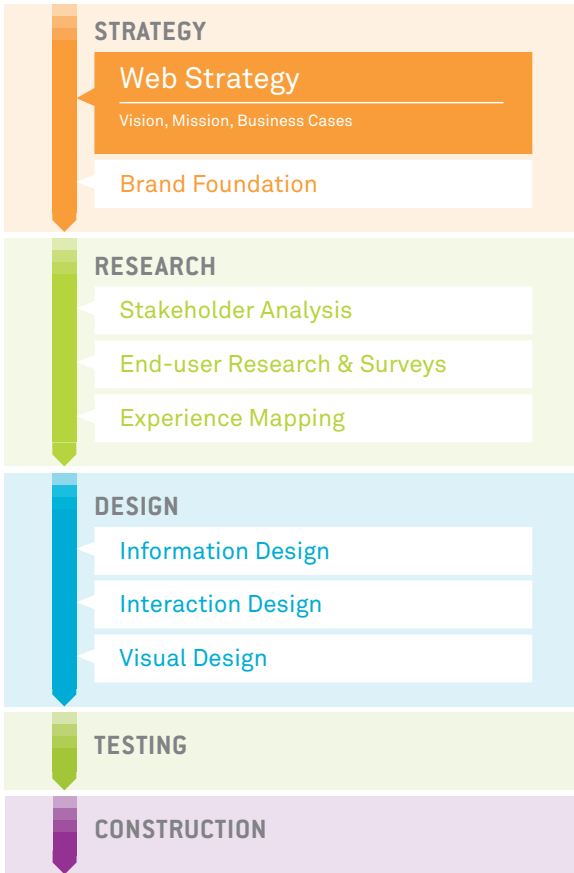 STRATEGY
Web Strategy
Vision, Mission, Business Cases
Brand Foundation
RESEARCH
Stakeholder Analysis
End-user Research & Surveys
Experience Mapping
DESIGN
Information Design
Interaction Design
Visual Design
TESTING
CONSTRUCTION